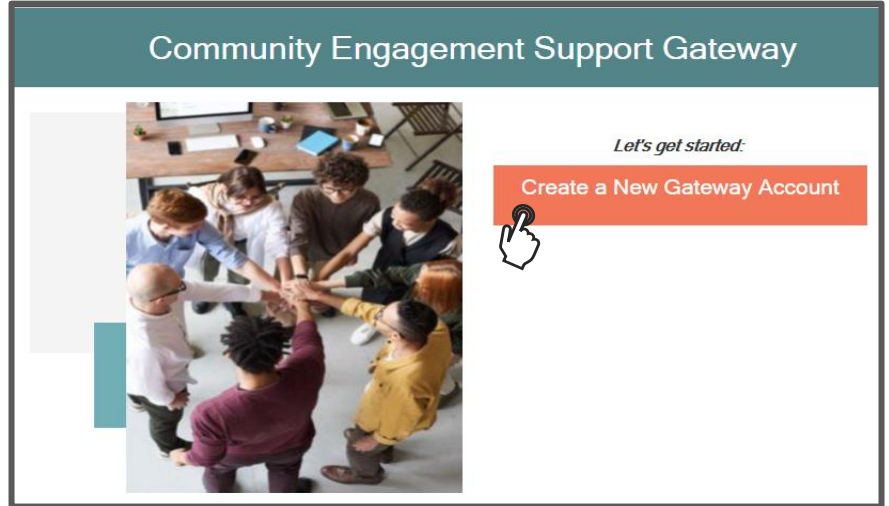 Community Engagement Support Gateway
Let's get started:
Create a New Gateway Account